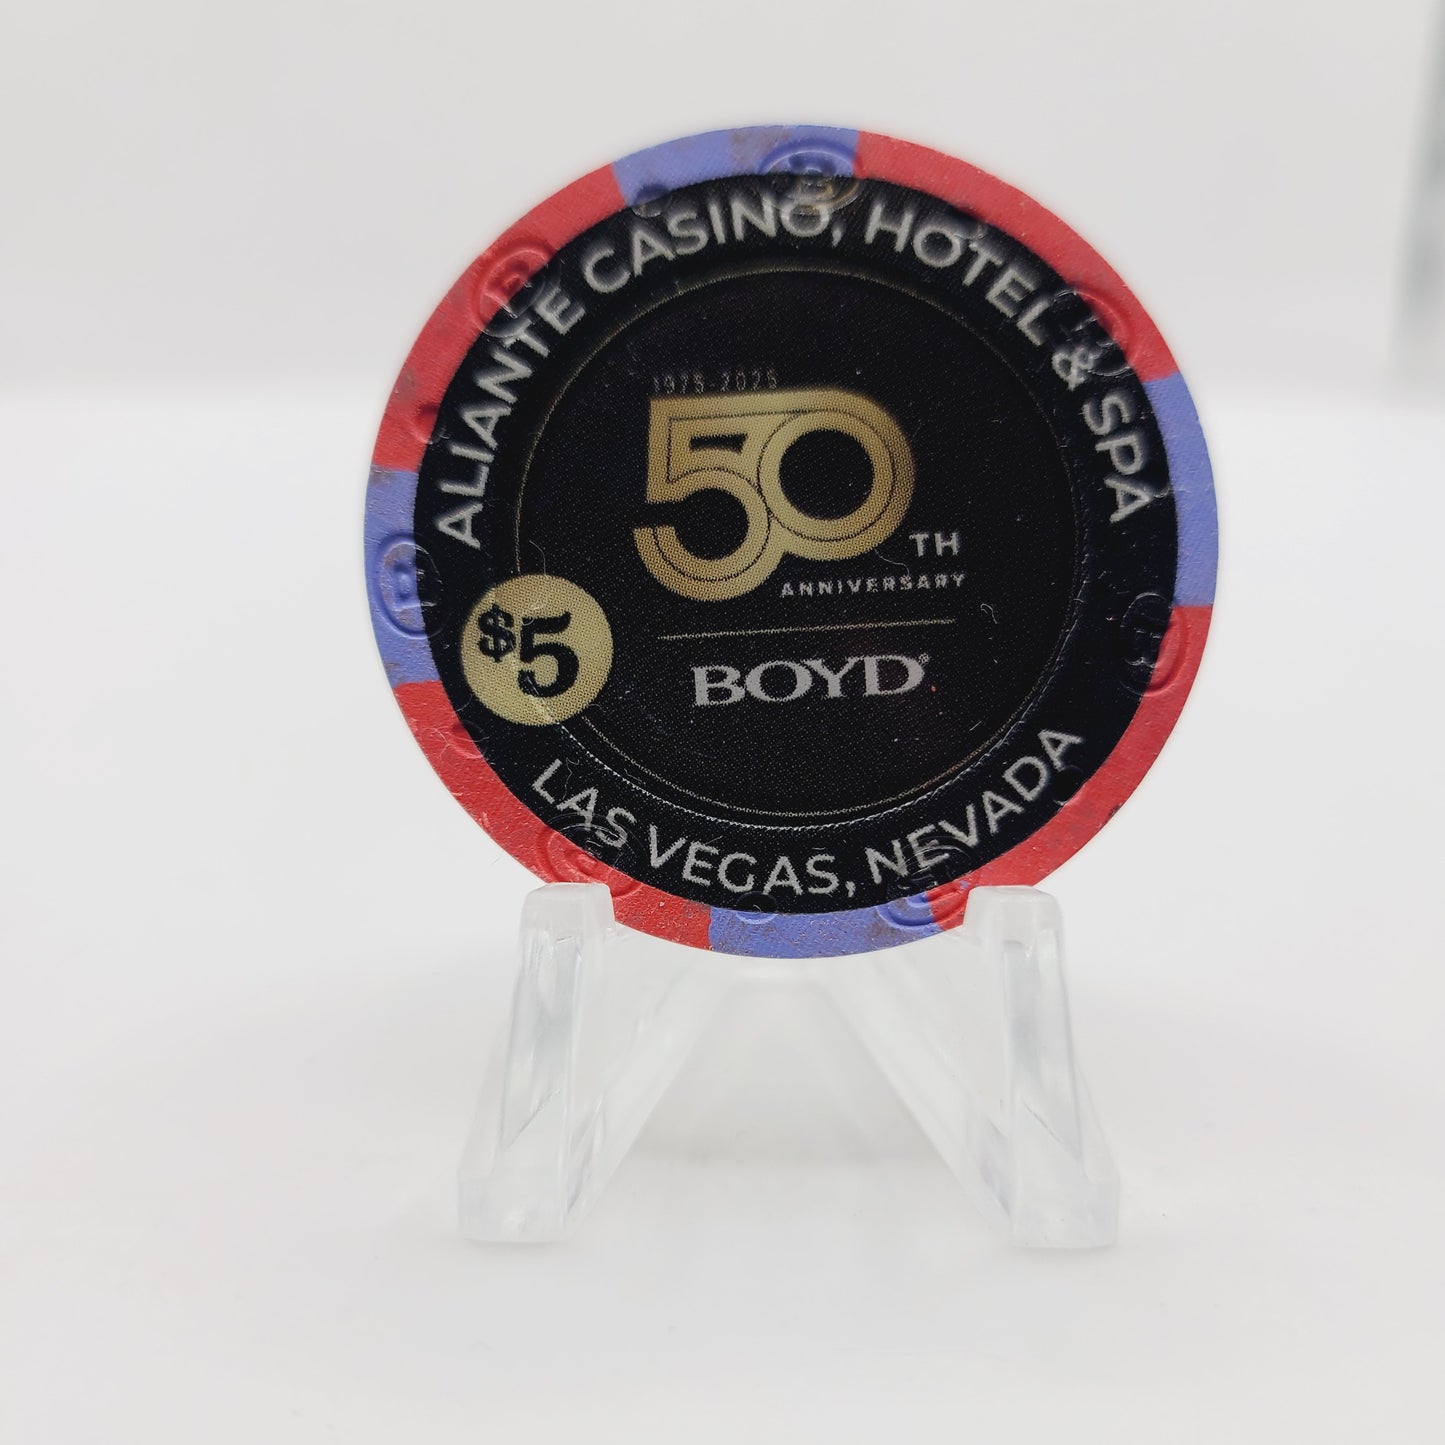 ALIANTE CASINO, HOTEL & SPA
1975-2025
50TH
ANNIVERSARY
BOYD®
$5
LAS VEGAS, NEVADA